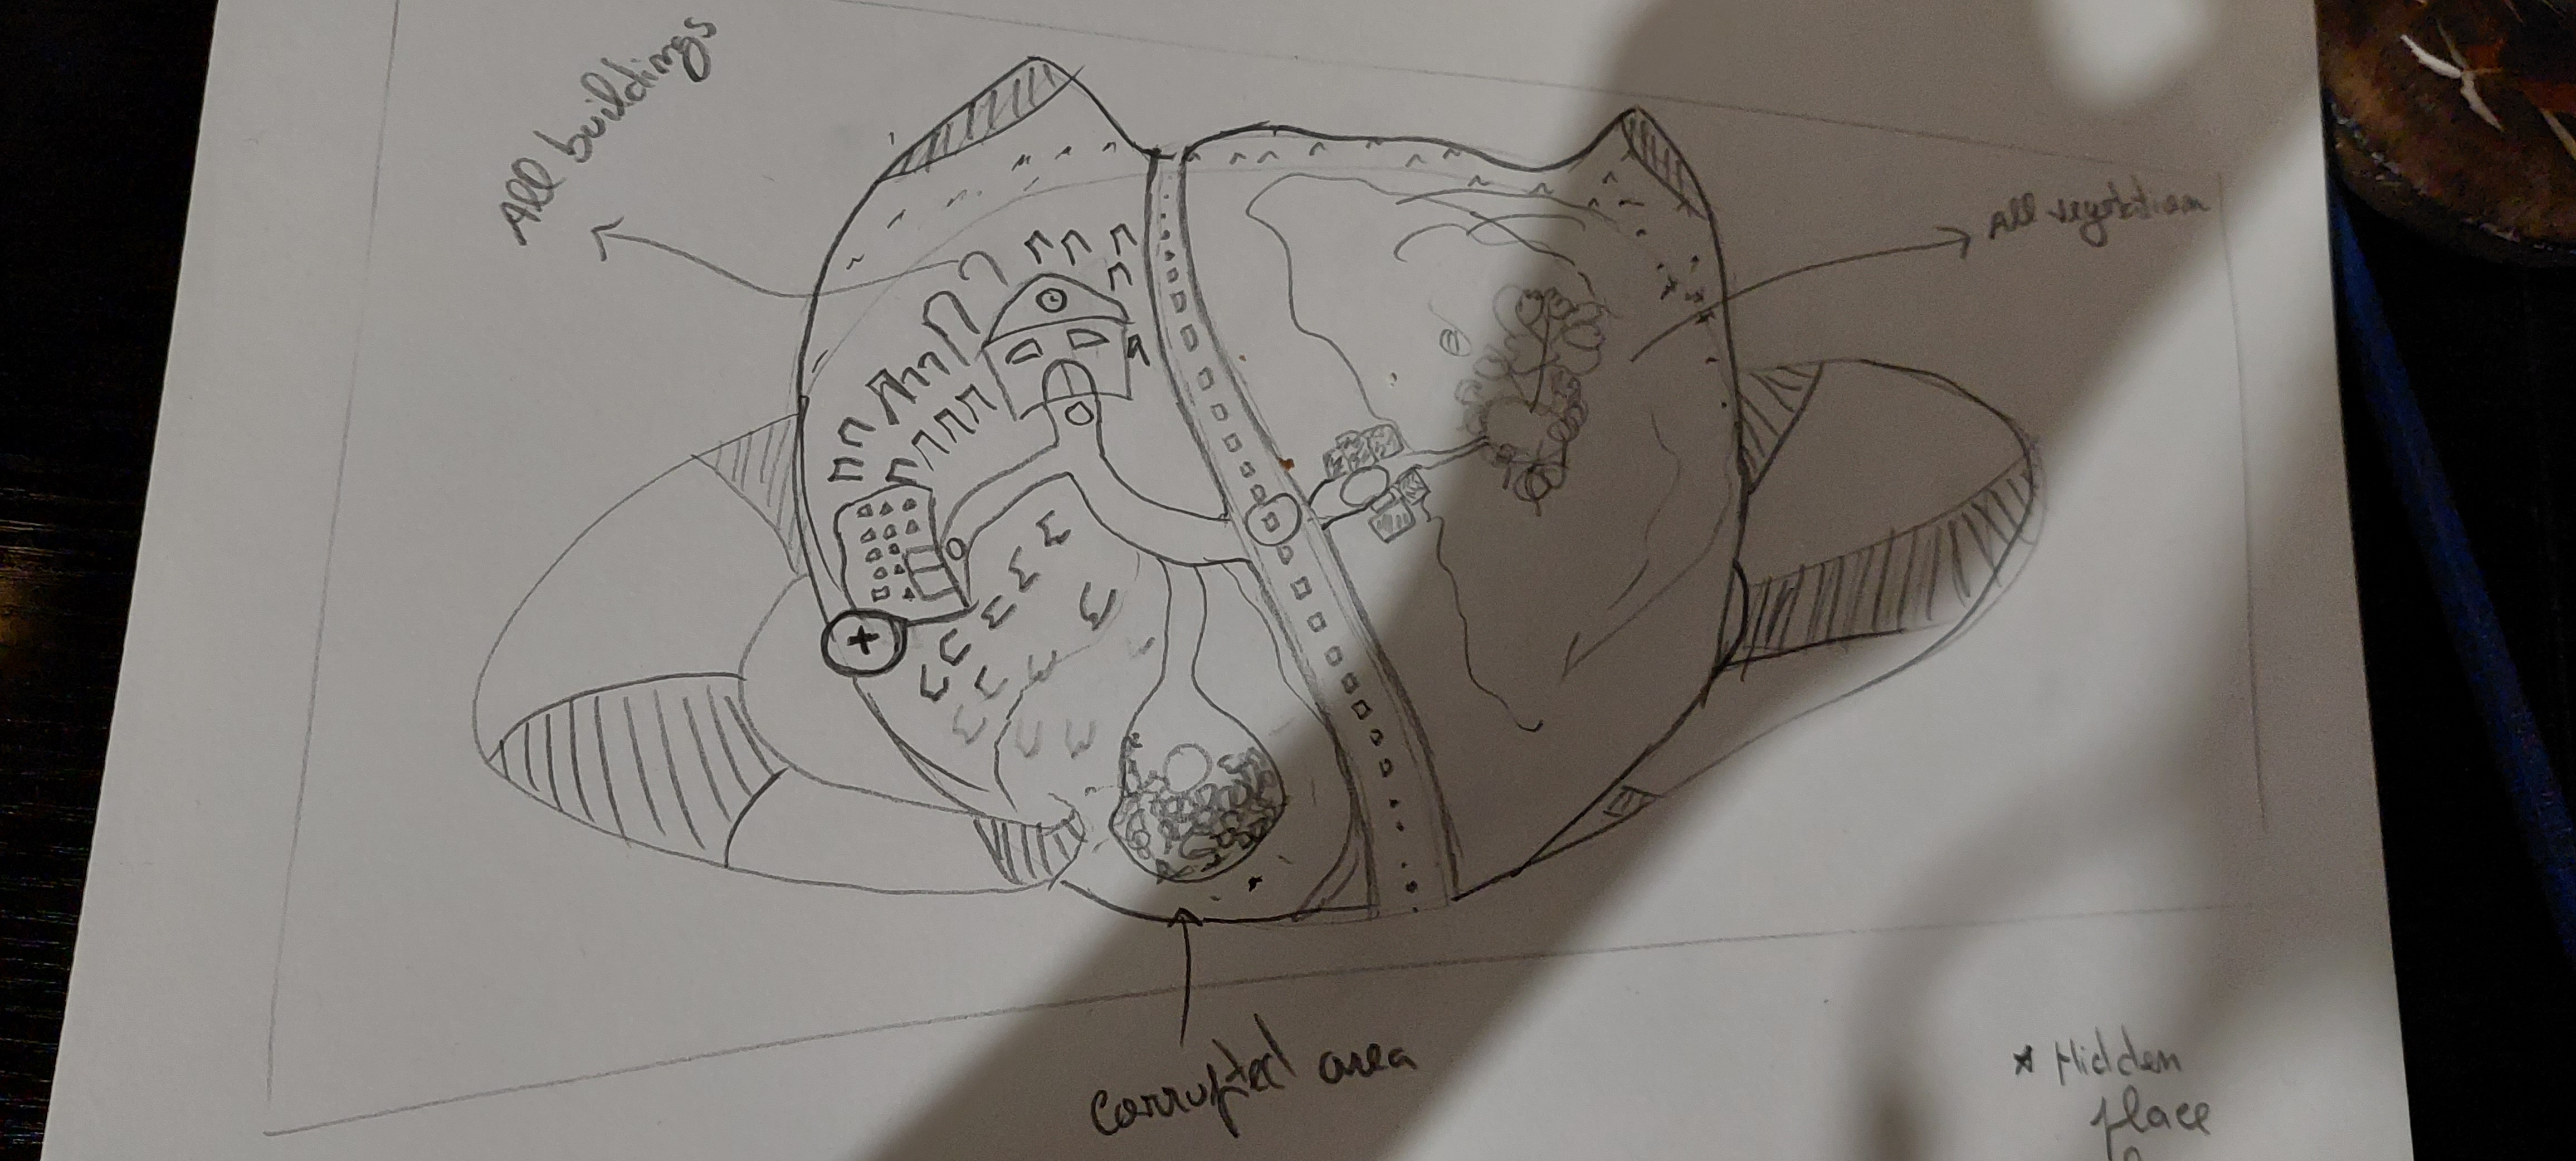 All buildings
Corrupted area
All vegetation
* Hidden
place